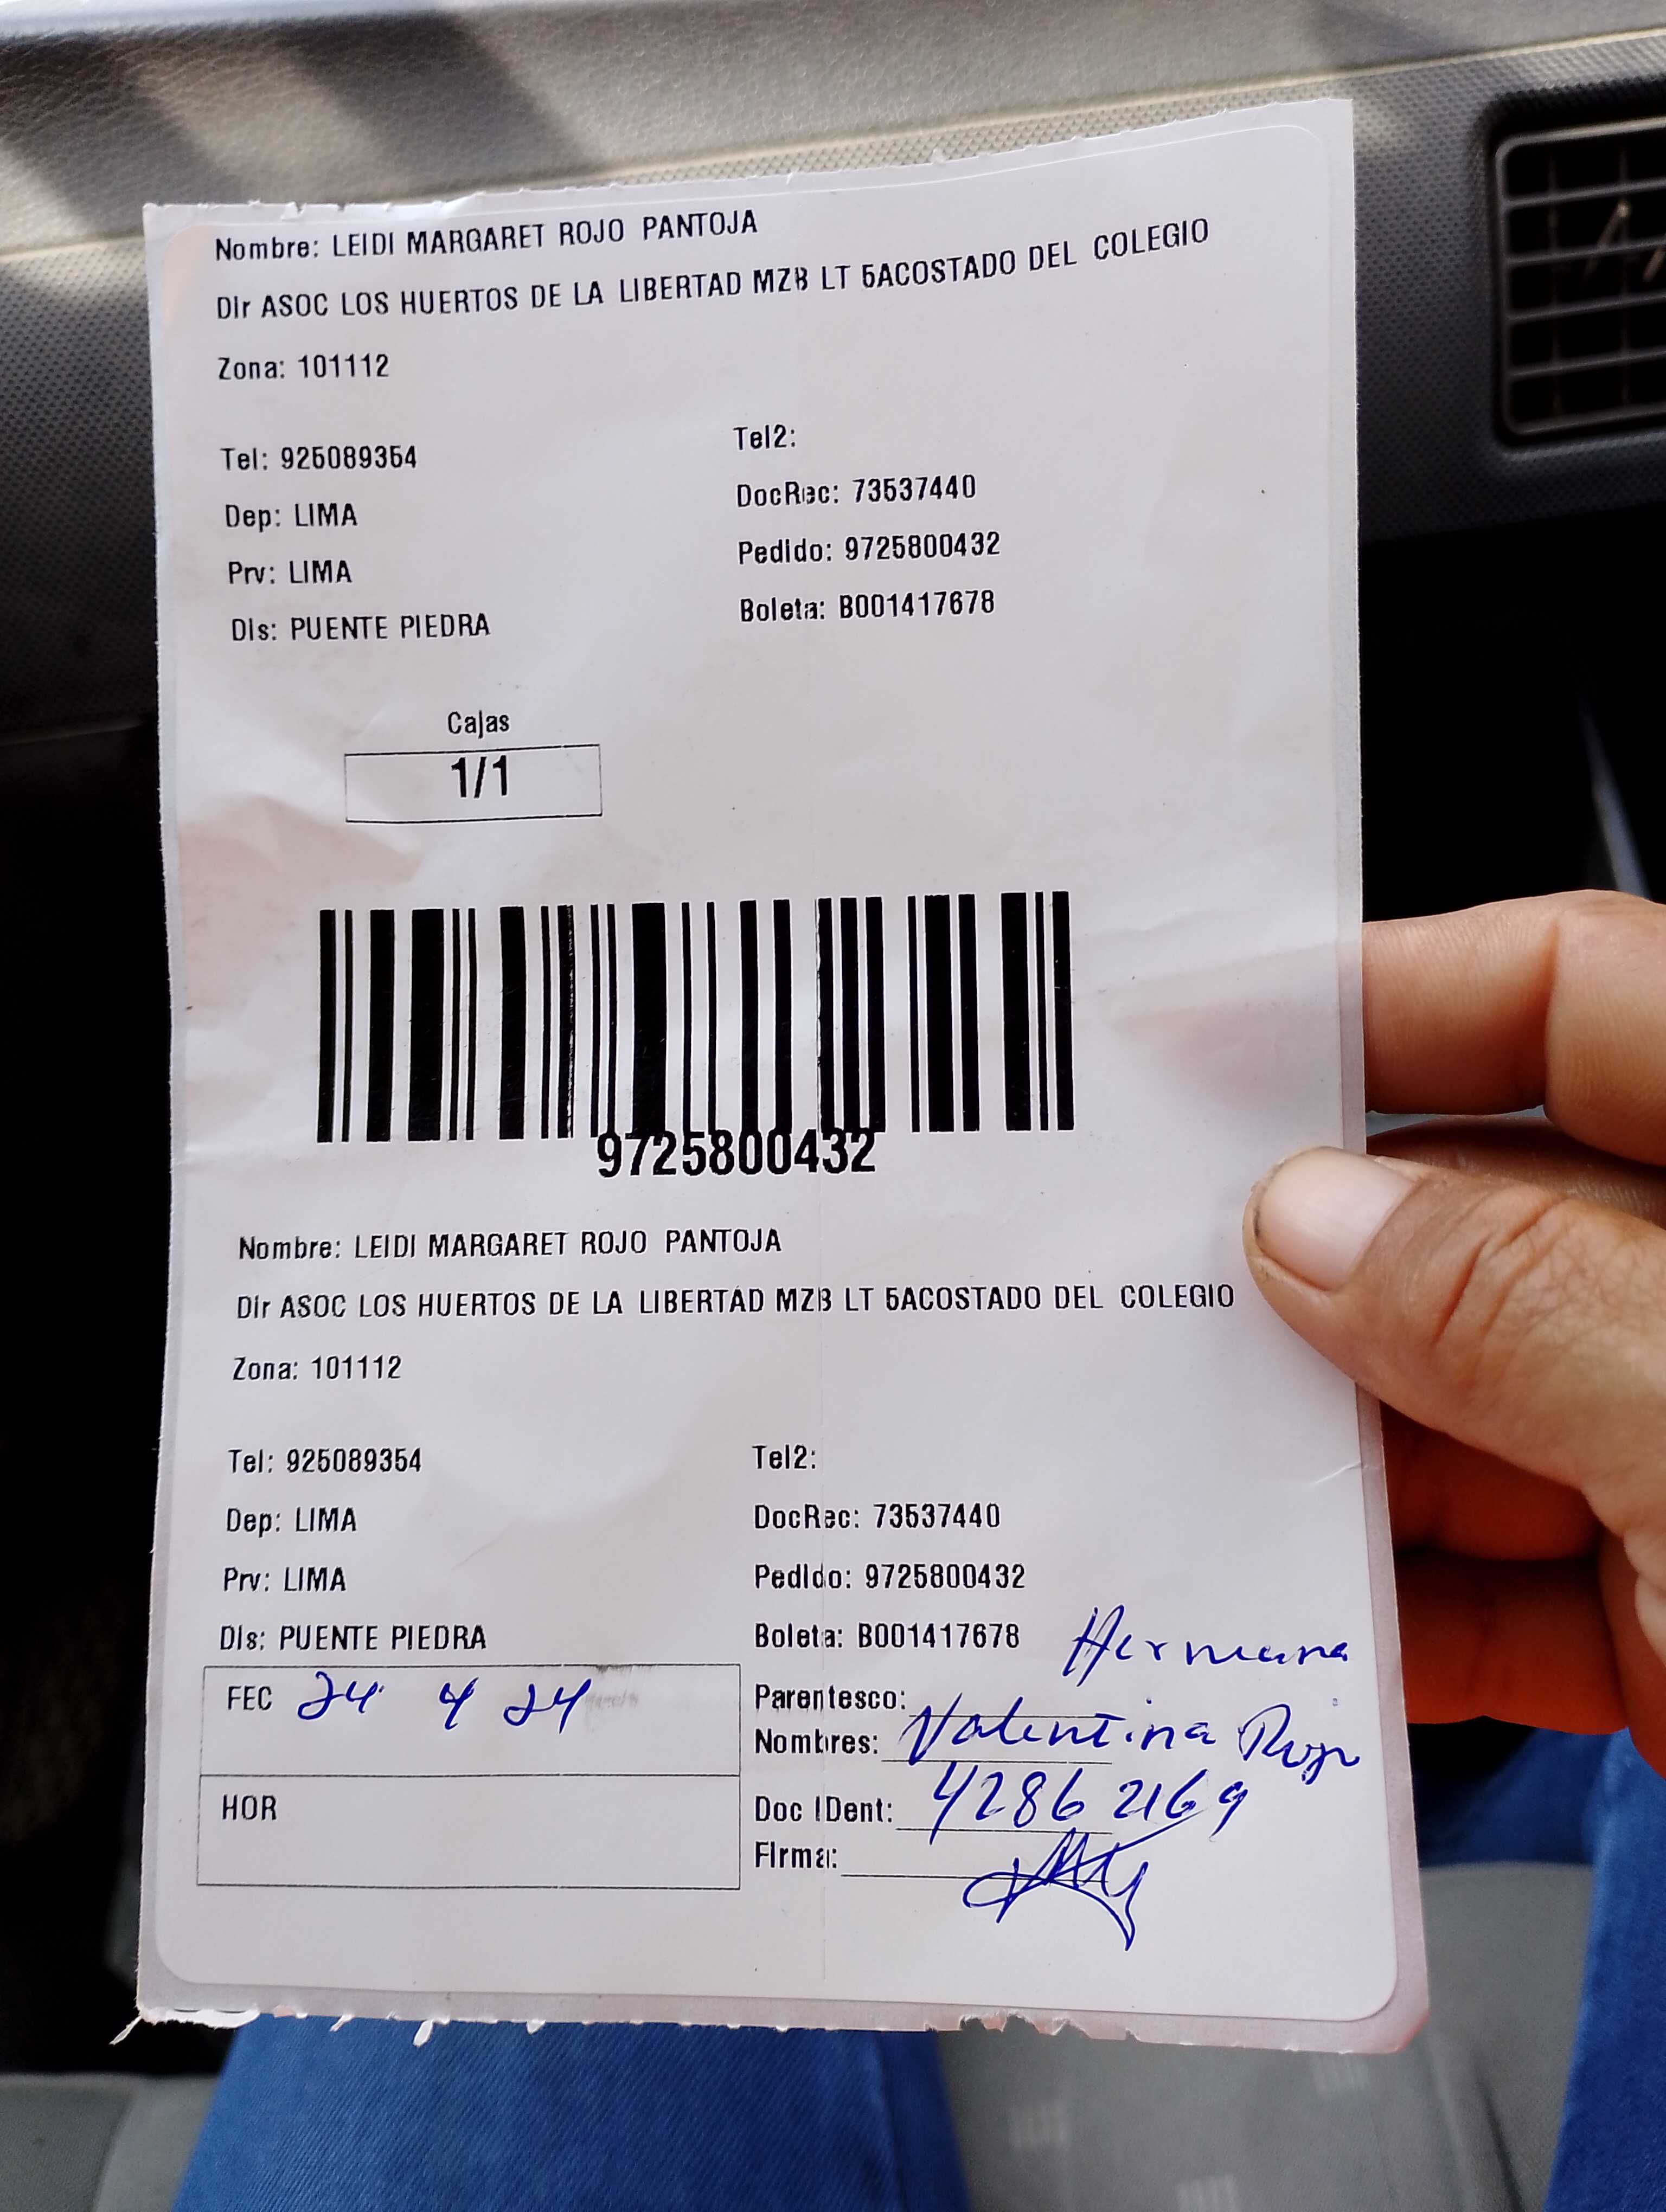 Nombre: LEIDI MARGARET ROJO PANTOJA
Dir ASOC LOS HUERTOS DE LA LIBERTAD MZB LT 5ACOSTADO DEL COLEGIO
Zona: 101112
Tel: 925089354 Tel2:
Dep: LIMA DocRec: 73537440
Prv: LIMA Pedido: 9725800432
Dis: PUENTE PIEDRA Boleta: B001417678
Cajas
1/1
9725800432
Nombre: LEIDI MARGARET ROJO PANTOJA
Dir ASOC LOS HUERTOS DE LA LIBERTAD MZB LT 5ACOSTADO DEL COLEGIO
Zona: 101112
Tel: 925089354 Tel2:
Dep: LIMA DocRec: 73537440
Prv: LIMA Pedido: 9725800432
Dis: PUENTE PIEDRA Boleta: B001417678
FEC 24 4 24 Parentesco: Hermana
Nombres: Valentina Rojo
HOR Doc IDent: 42862169
Firma: